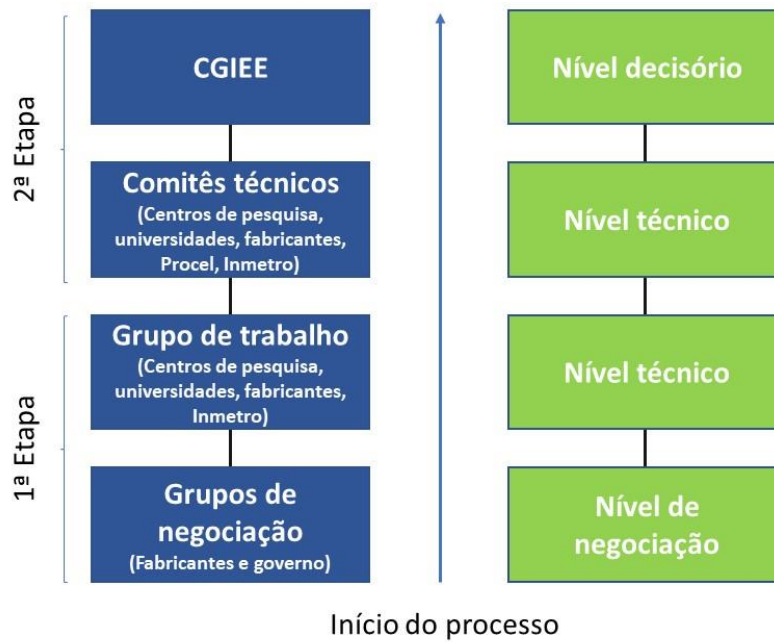 2ª Etapa
CGIEE
Nível decisório
Comitês técnicos
(Centros de pesquisa,
universidades, fabricantes,
Procel, Inmetro)
Nível técnico
1ª Etapa
Grupo de trabalho
(Centros de pesquisa,
universidades, fabricantes,
Inmetro)
Nível técnico
Grupos de
negociação
(Fabricantes e governo)
Nível de
negociação
Início do processo